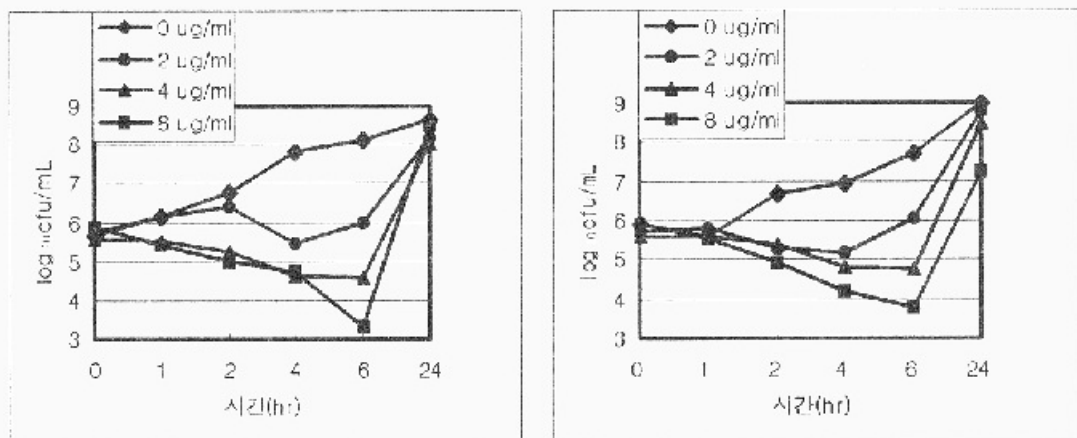 0 ug/ml
2 ug/ml
4 ug/ml
8 ug/ml
9
8
7
6
5
4
3
log cfu/mL
0 1 2 4 6 24
시간(hr)
0 ug/ml
2 ug/ml
4 ug/ml
8 ug/ml
9
8
7
6
5
4
3
log cfu/mL
0 1 2 4 6 24
시간(hr)